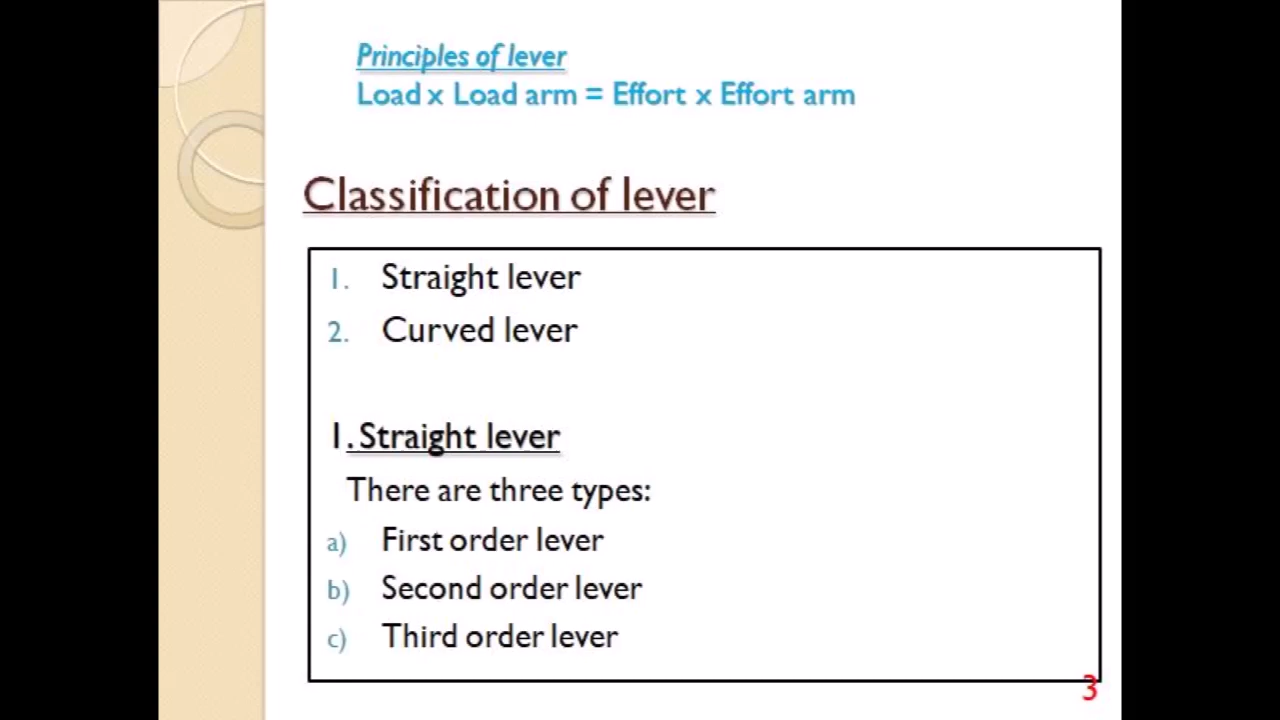 Principles of lever
Load x Load arm = Effort x Effort arm
Classification of lever
1. Straight lever
2. Curved lever
1. Straight lever
There are three types:
a) First order lever
b) Second order lever
c) Third order lever
3